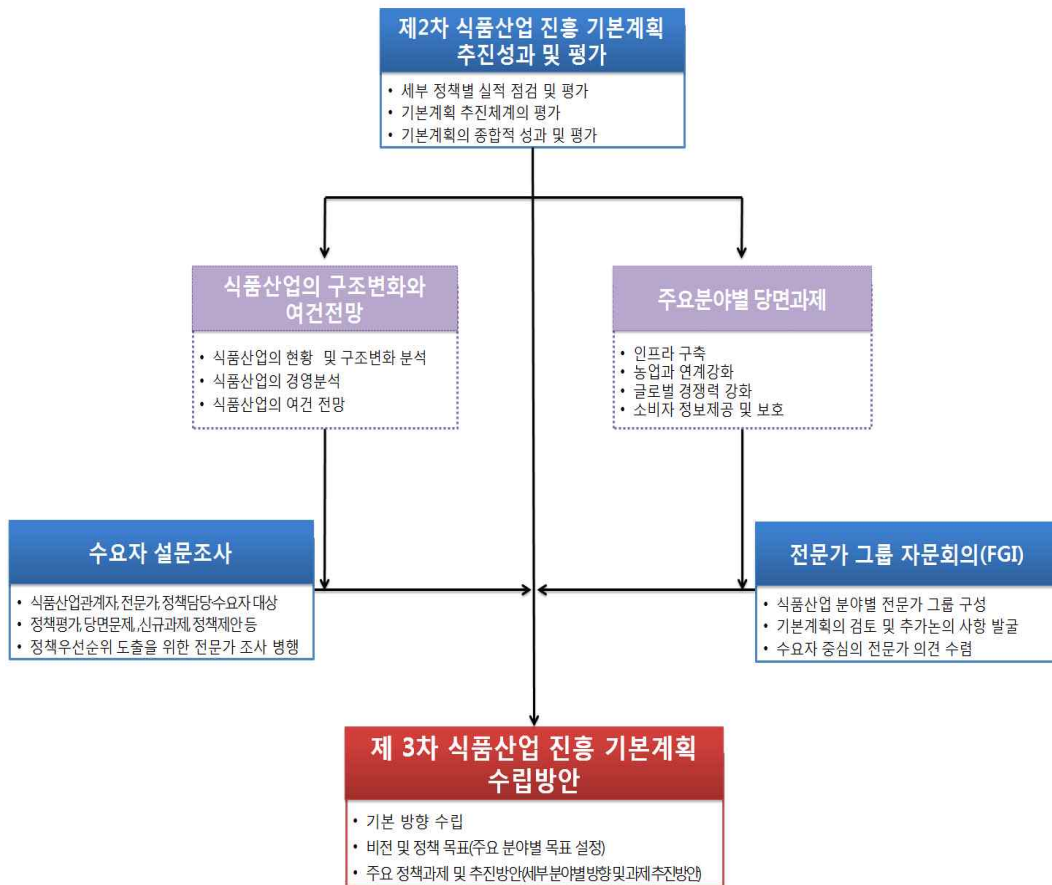 제2차 식품산업 진흥 기본계획
추진성과 및 평가
• 세부 정책별 실적 점검 및 평가
• 기본계획 추진체계의 평가
• 기본계획의 종합적 성과 및 평가
식품산업의 구조변화와
여건전망
• 식품산업의 현황 및 구조변화 분석
• 식품산업의 경영분석
• 식품산업의 여건 전망
주요분야별 당면과제
• 인프라 구축
• 농업과 연계강화
• 글로벌 경쟁력 강화
• 소비자 정보제공 및 보호
수요자 설문조사
• 식품산업관계자, 전문가, 정책담당·수요자 대상
• 정책평가, 당면문제, ,신규과제, 정책제안 등
• 정책우선순위 도출을 위한 전문가 조사 병행
전문가 그룹 자문회의(FGI)
• 식품산업 분야별 전문가 그룹 구성
• 기본계획의 검토 및 추가논의 사항 발굴
• 수요자 중심의 전문가 의견 수렴
제 3차 식품산업 진흥 기본계획
수립방안
• 기본 방향 수립
• 비전 및 정책 목표(주요 분야별 목표 설정)
• 주요 정책과제 및 추진방안(세부 분야별 방향 및 과제 추진방안)